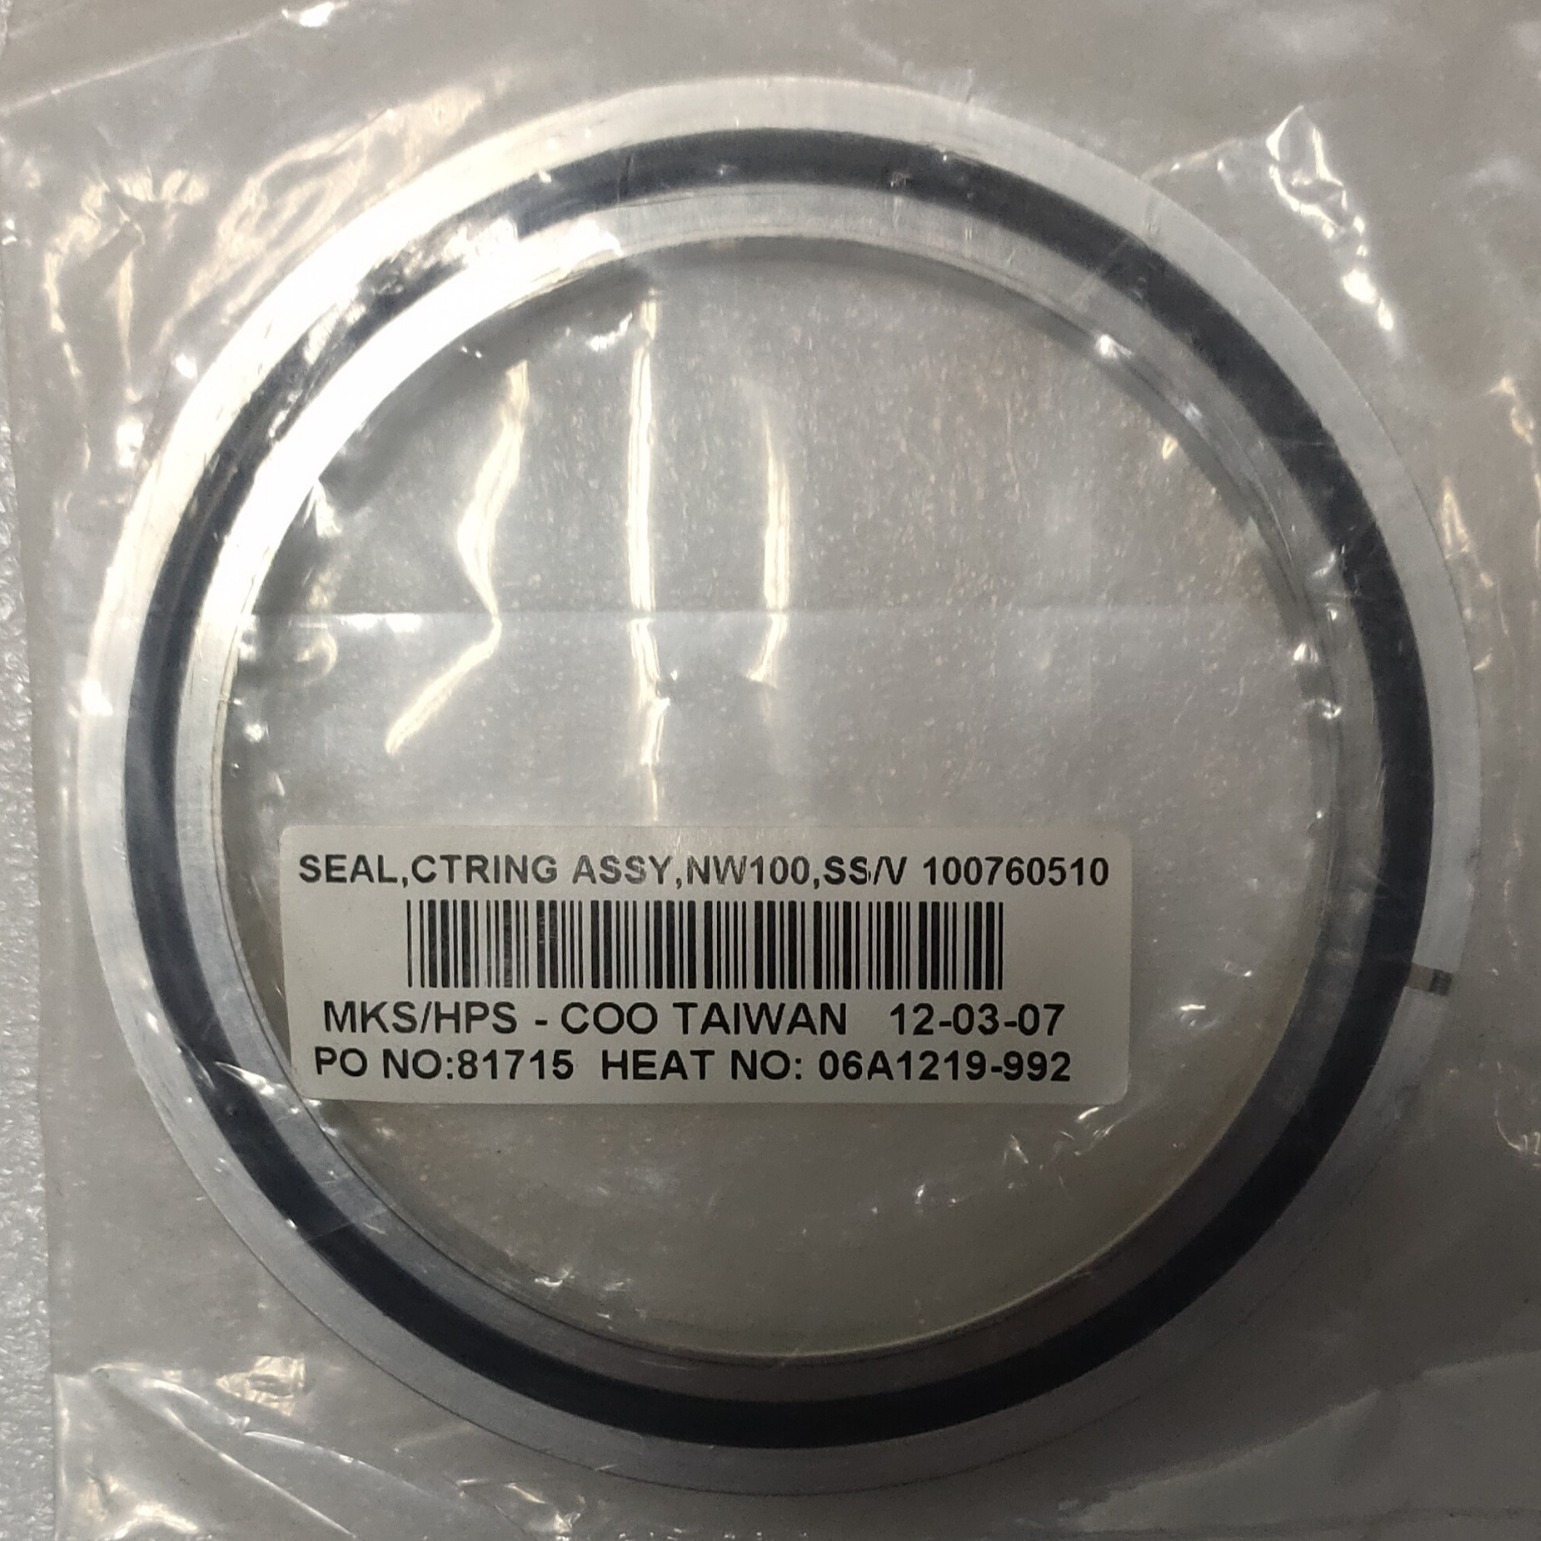 SEAL,CTRING ASSY,NW100,SS/V 100760510
MKS/HPS - COO TAIWAN 12-03-07
PO NO:81715 HEAT NO: 06A1219-992